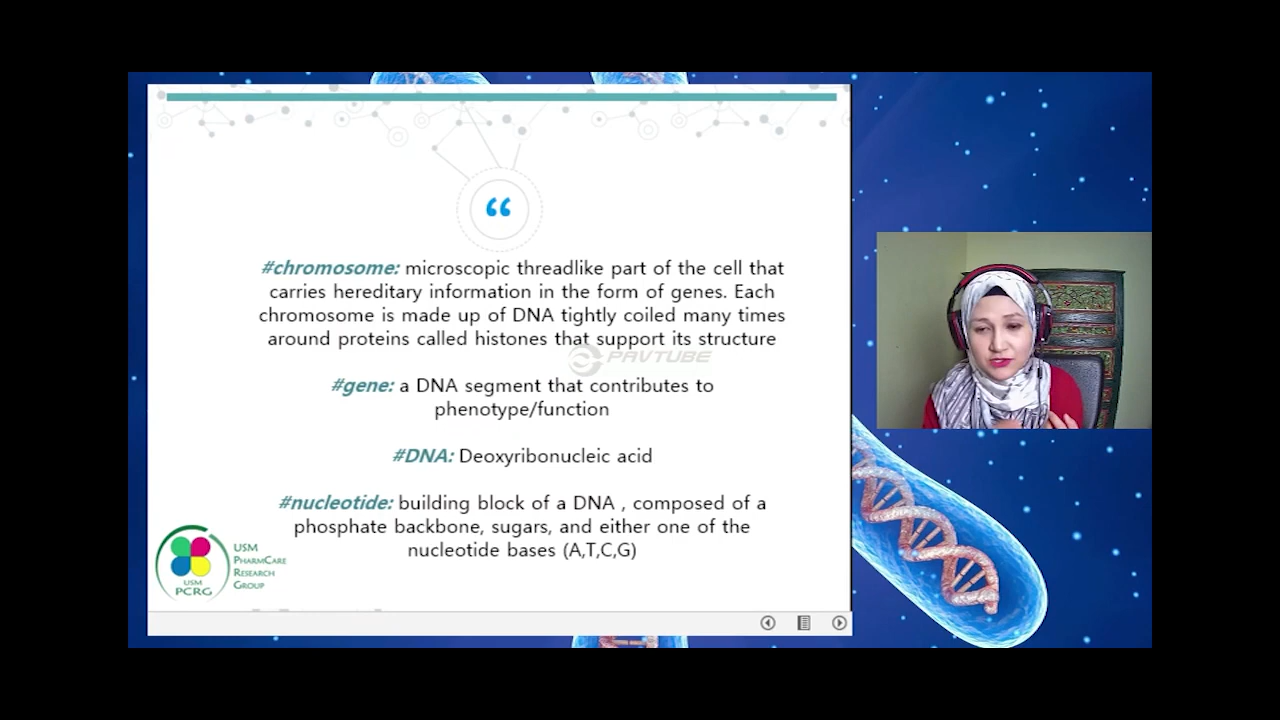 “
#chromosome: microscopic threadlike part of the cell that
carries hereditary information in the form of genes. Each
chromosome is made up of DNA tightly coiled many times
around proteins called histones that support its structure
PAVTUBE
#gene: a DNA segment that contributes to
phenotype/function
#DNA: Deoxyribonucleic acid
#nucleotide: building block of a DNA , composed of a
phosphate backbone, sugars, and either one of the
nucleotide bases (A,T,C,G)
USM
PCRG
USM
PHARMCARE
RESEARCH
GROUP